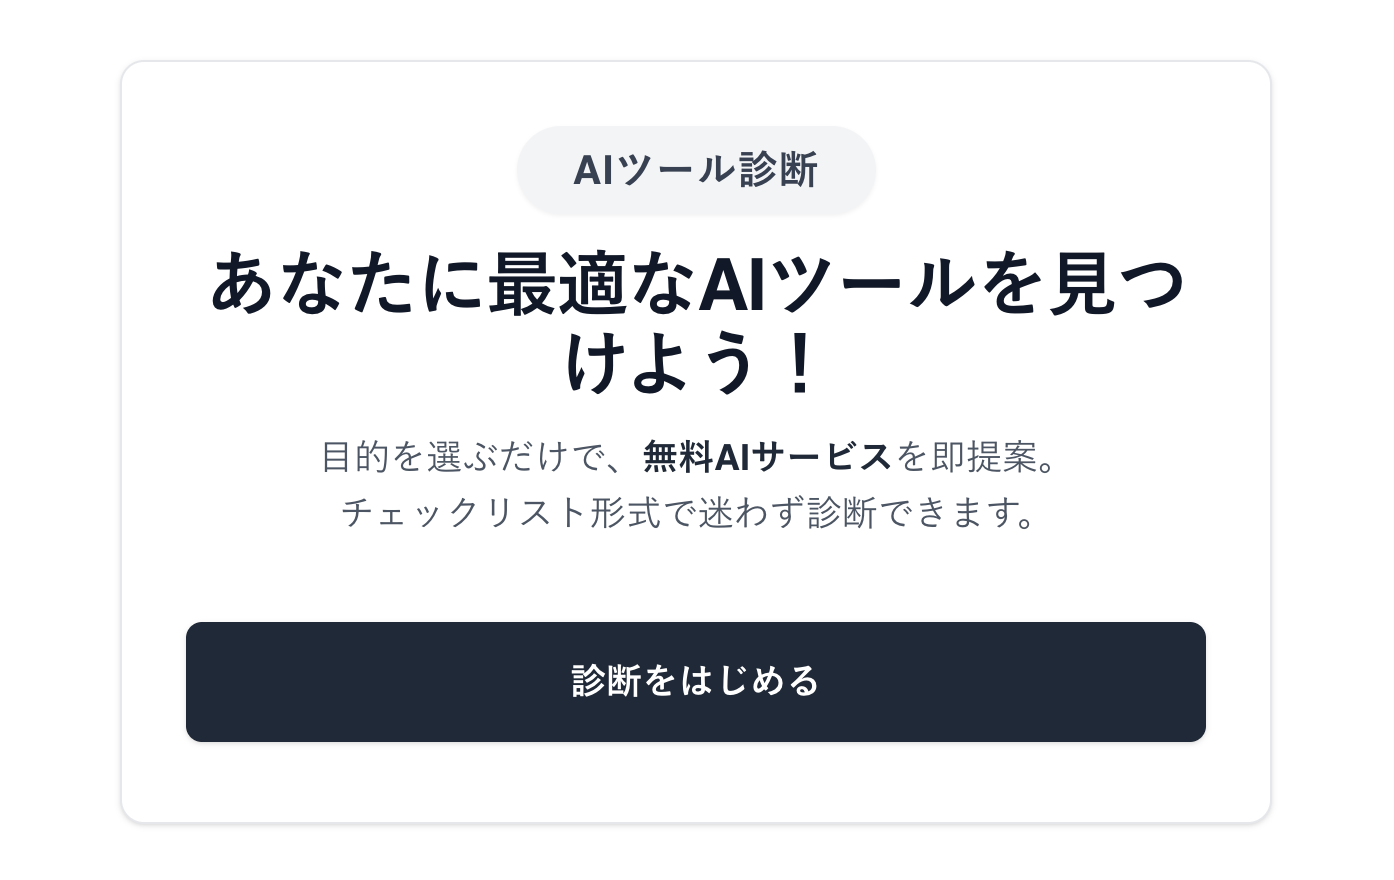 AIツール診断
あなたに最適なAIツールを見つ
けよう！
目的を選ぶだけで、無料AIサービスを即提案。
チェックリスト形式で迷わず診断できます。
診断をはじめる